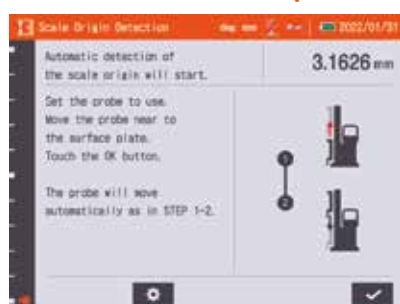 Scale Origin Detection
2022/01/31
Automatic detection of
the scale origin will start.
3.1626 mm
Set the probe to use.
Move the probe near to
the surface plate.
Touch the OK button.
The probe will move
automatically as in STEP 1-2.
1
2